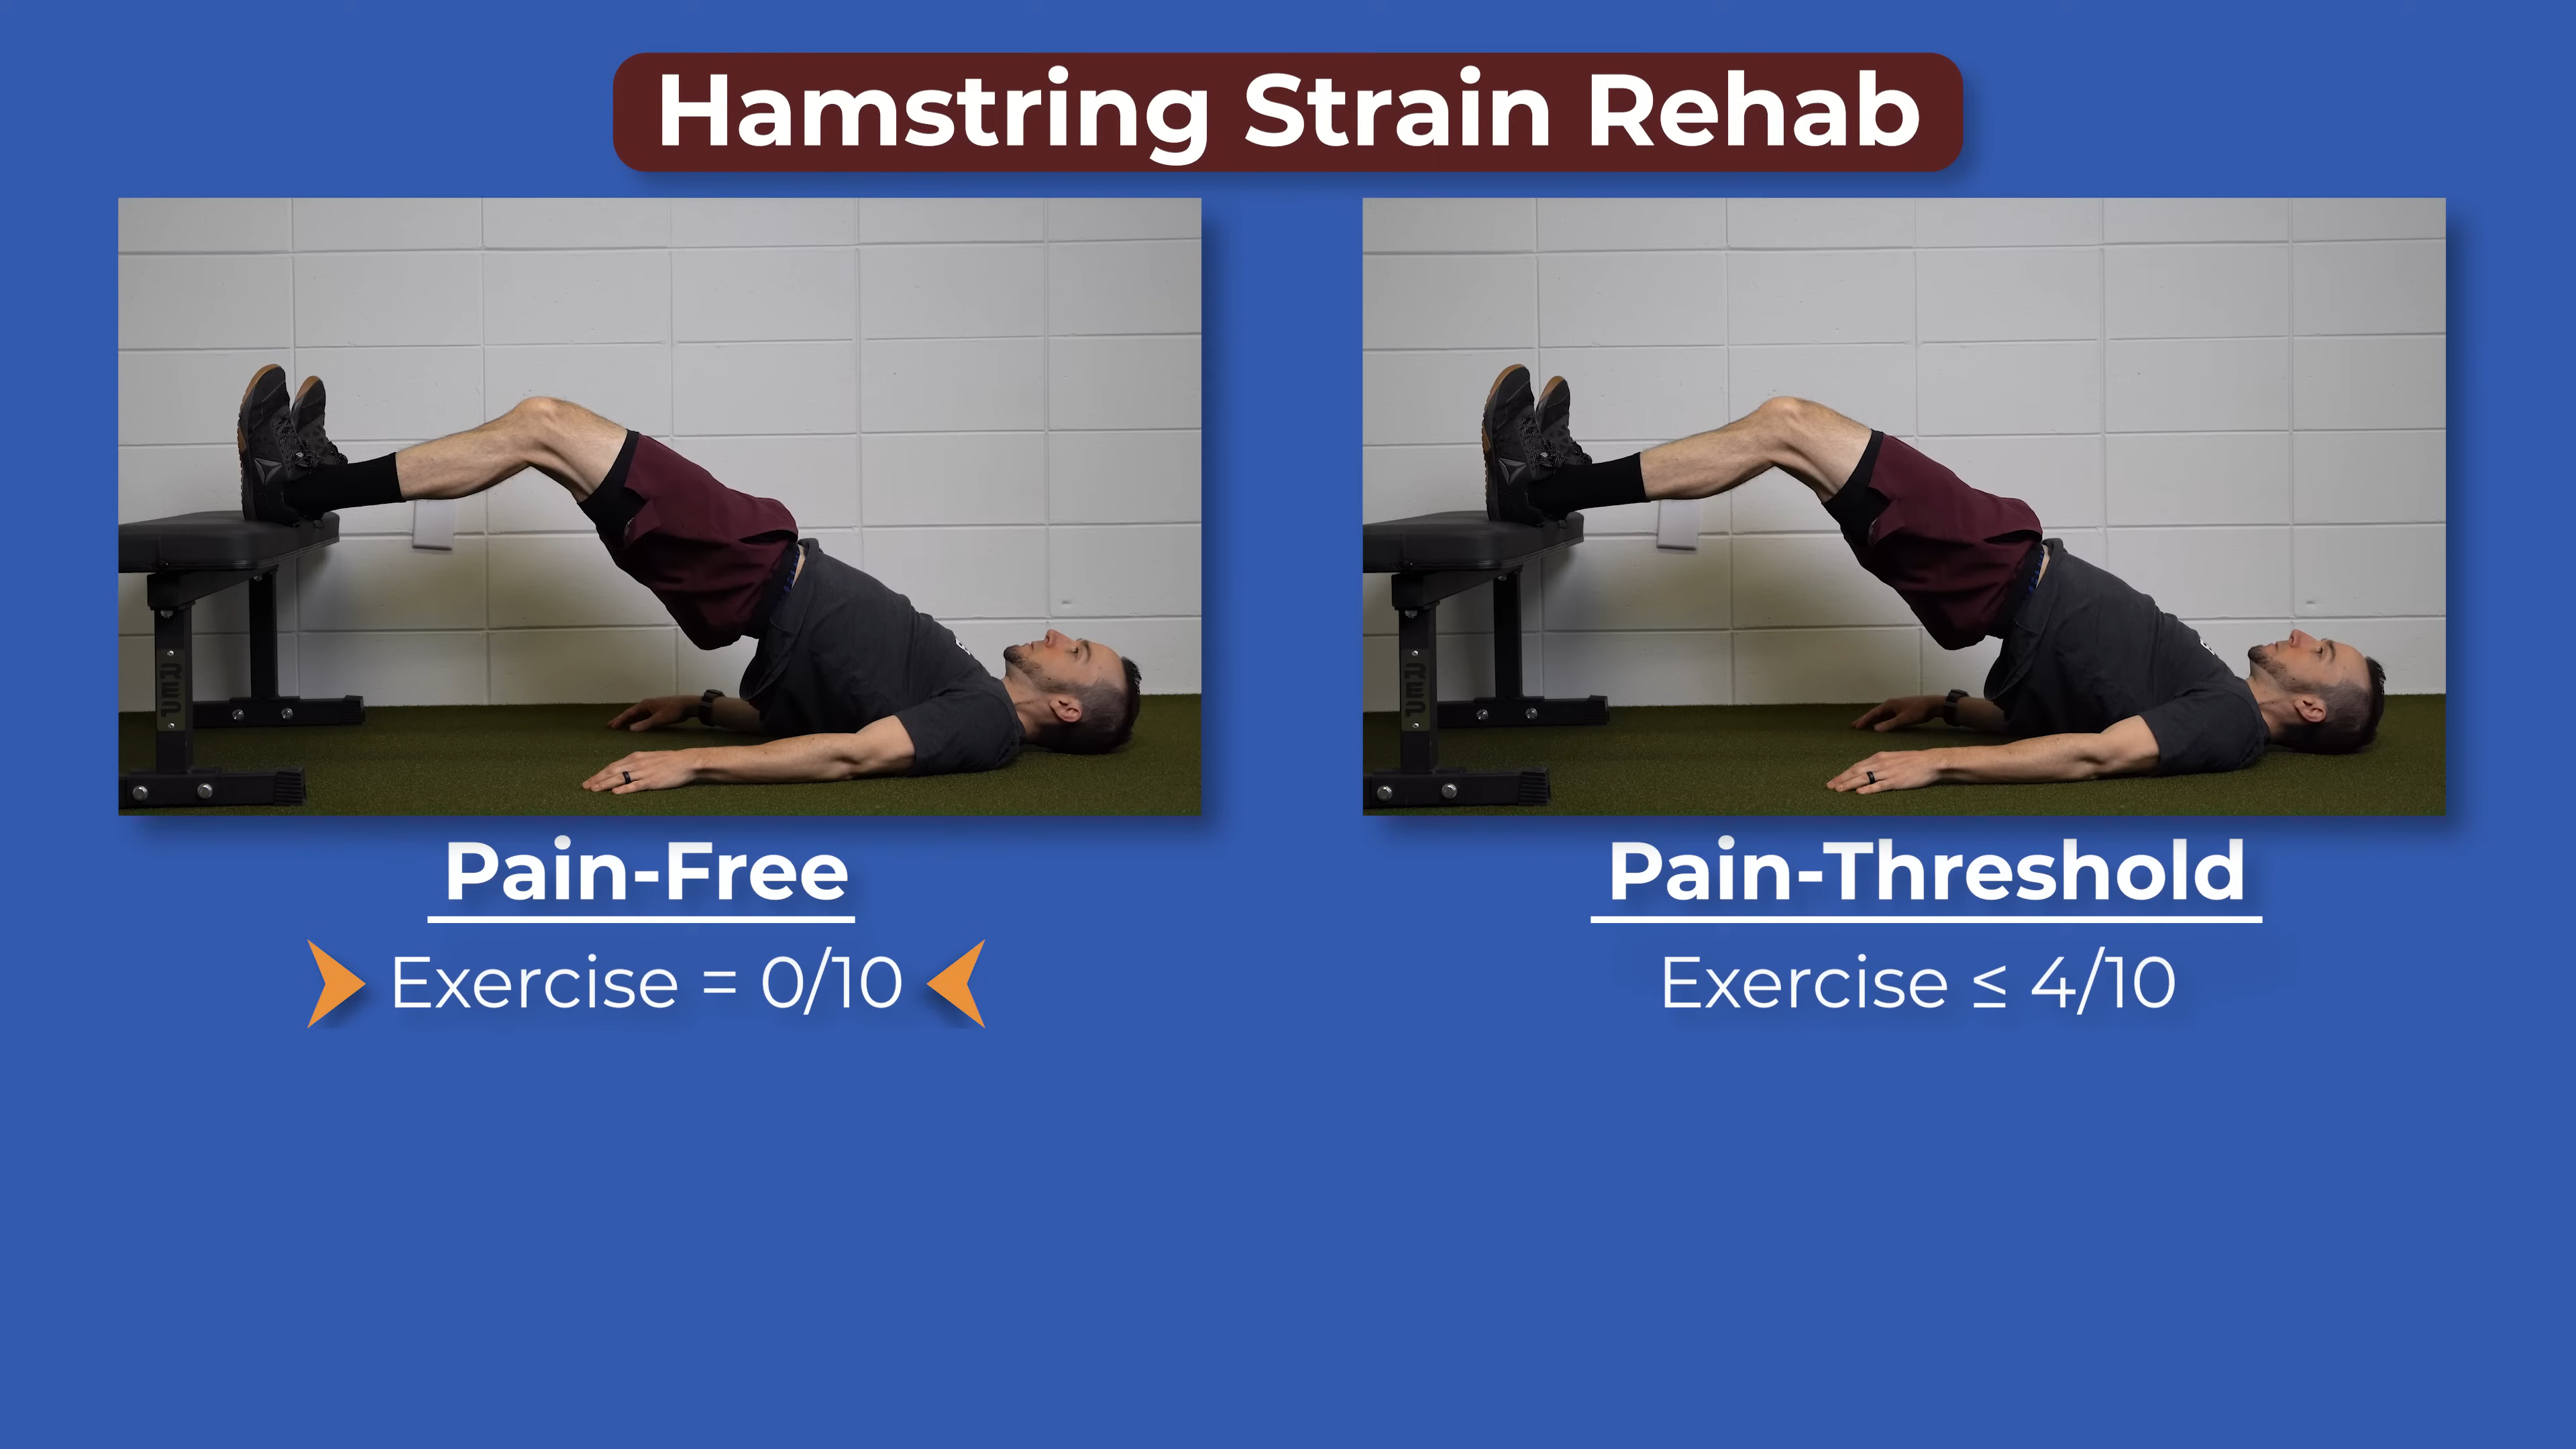 Hamstring Strain Rehab
Pain-Free
Exercise = 0/10
Pain-Threshold
Exercise ≤ 4/10